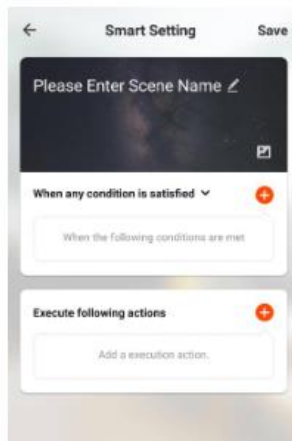 Smart Setting Save
Please Enter Scene Name
When any condition is satisfied
When the following conditions are met
Execute following actions
Add a execution action.